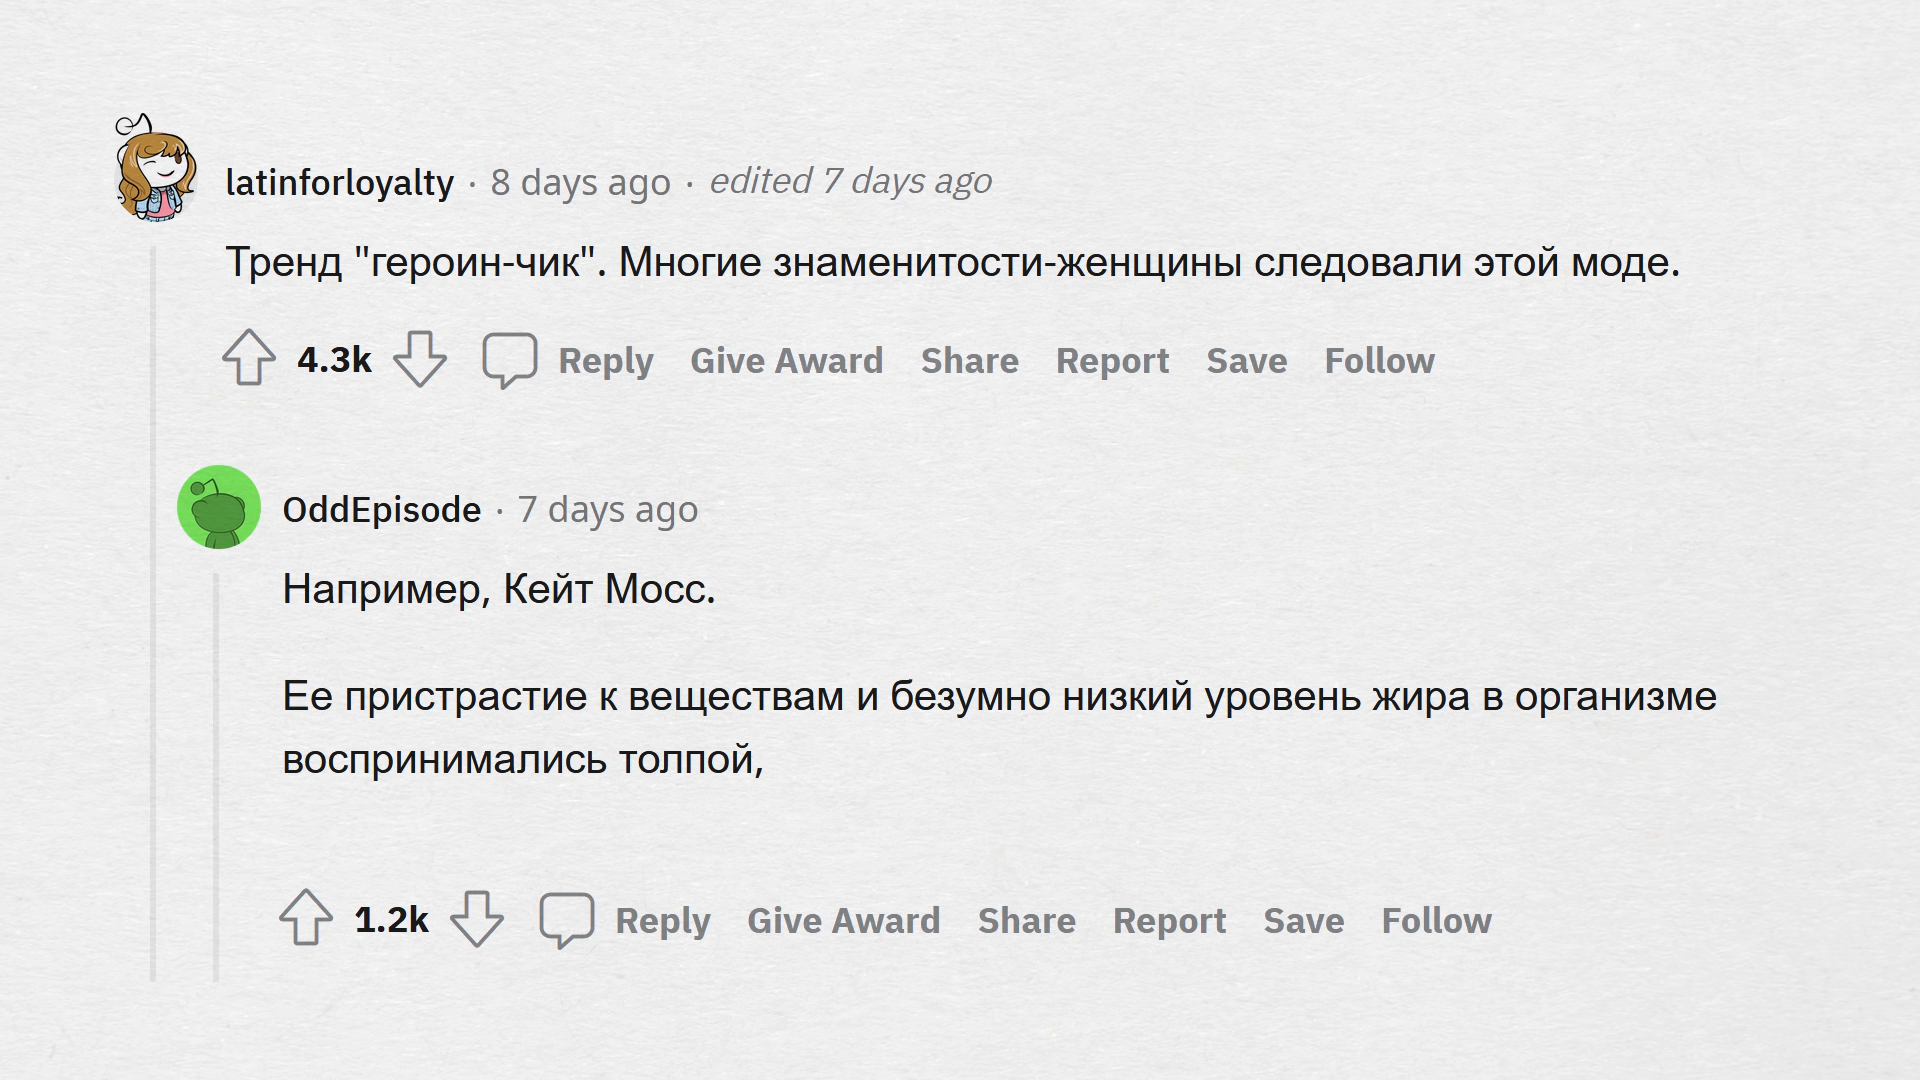 latinforloyalty · 8 days ago · edited 7 days ago
Тренд "героин-чик". Многие знаменитости-женщины следовали этой моде.
4.3k Reply Give Award Share Report Save Follow
OddEpisode · 7 days ago
Например, Кейт Мосс.
Ее пристрастие к веществам и безумно низкий уровень жира в организме
воспринимались толпой,
1.2k Reply Give Award Share Report Save Follow